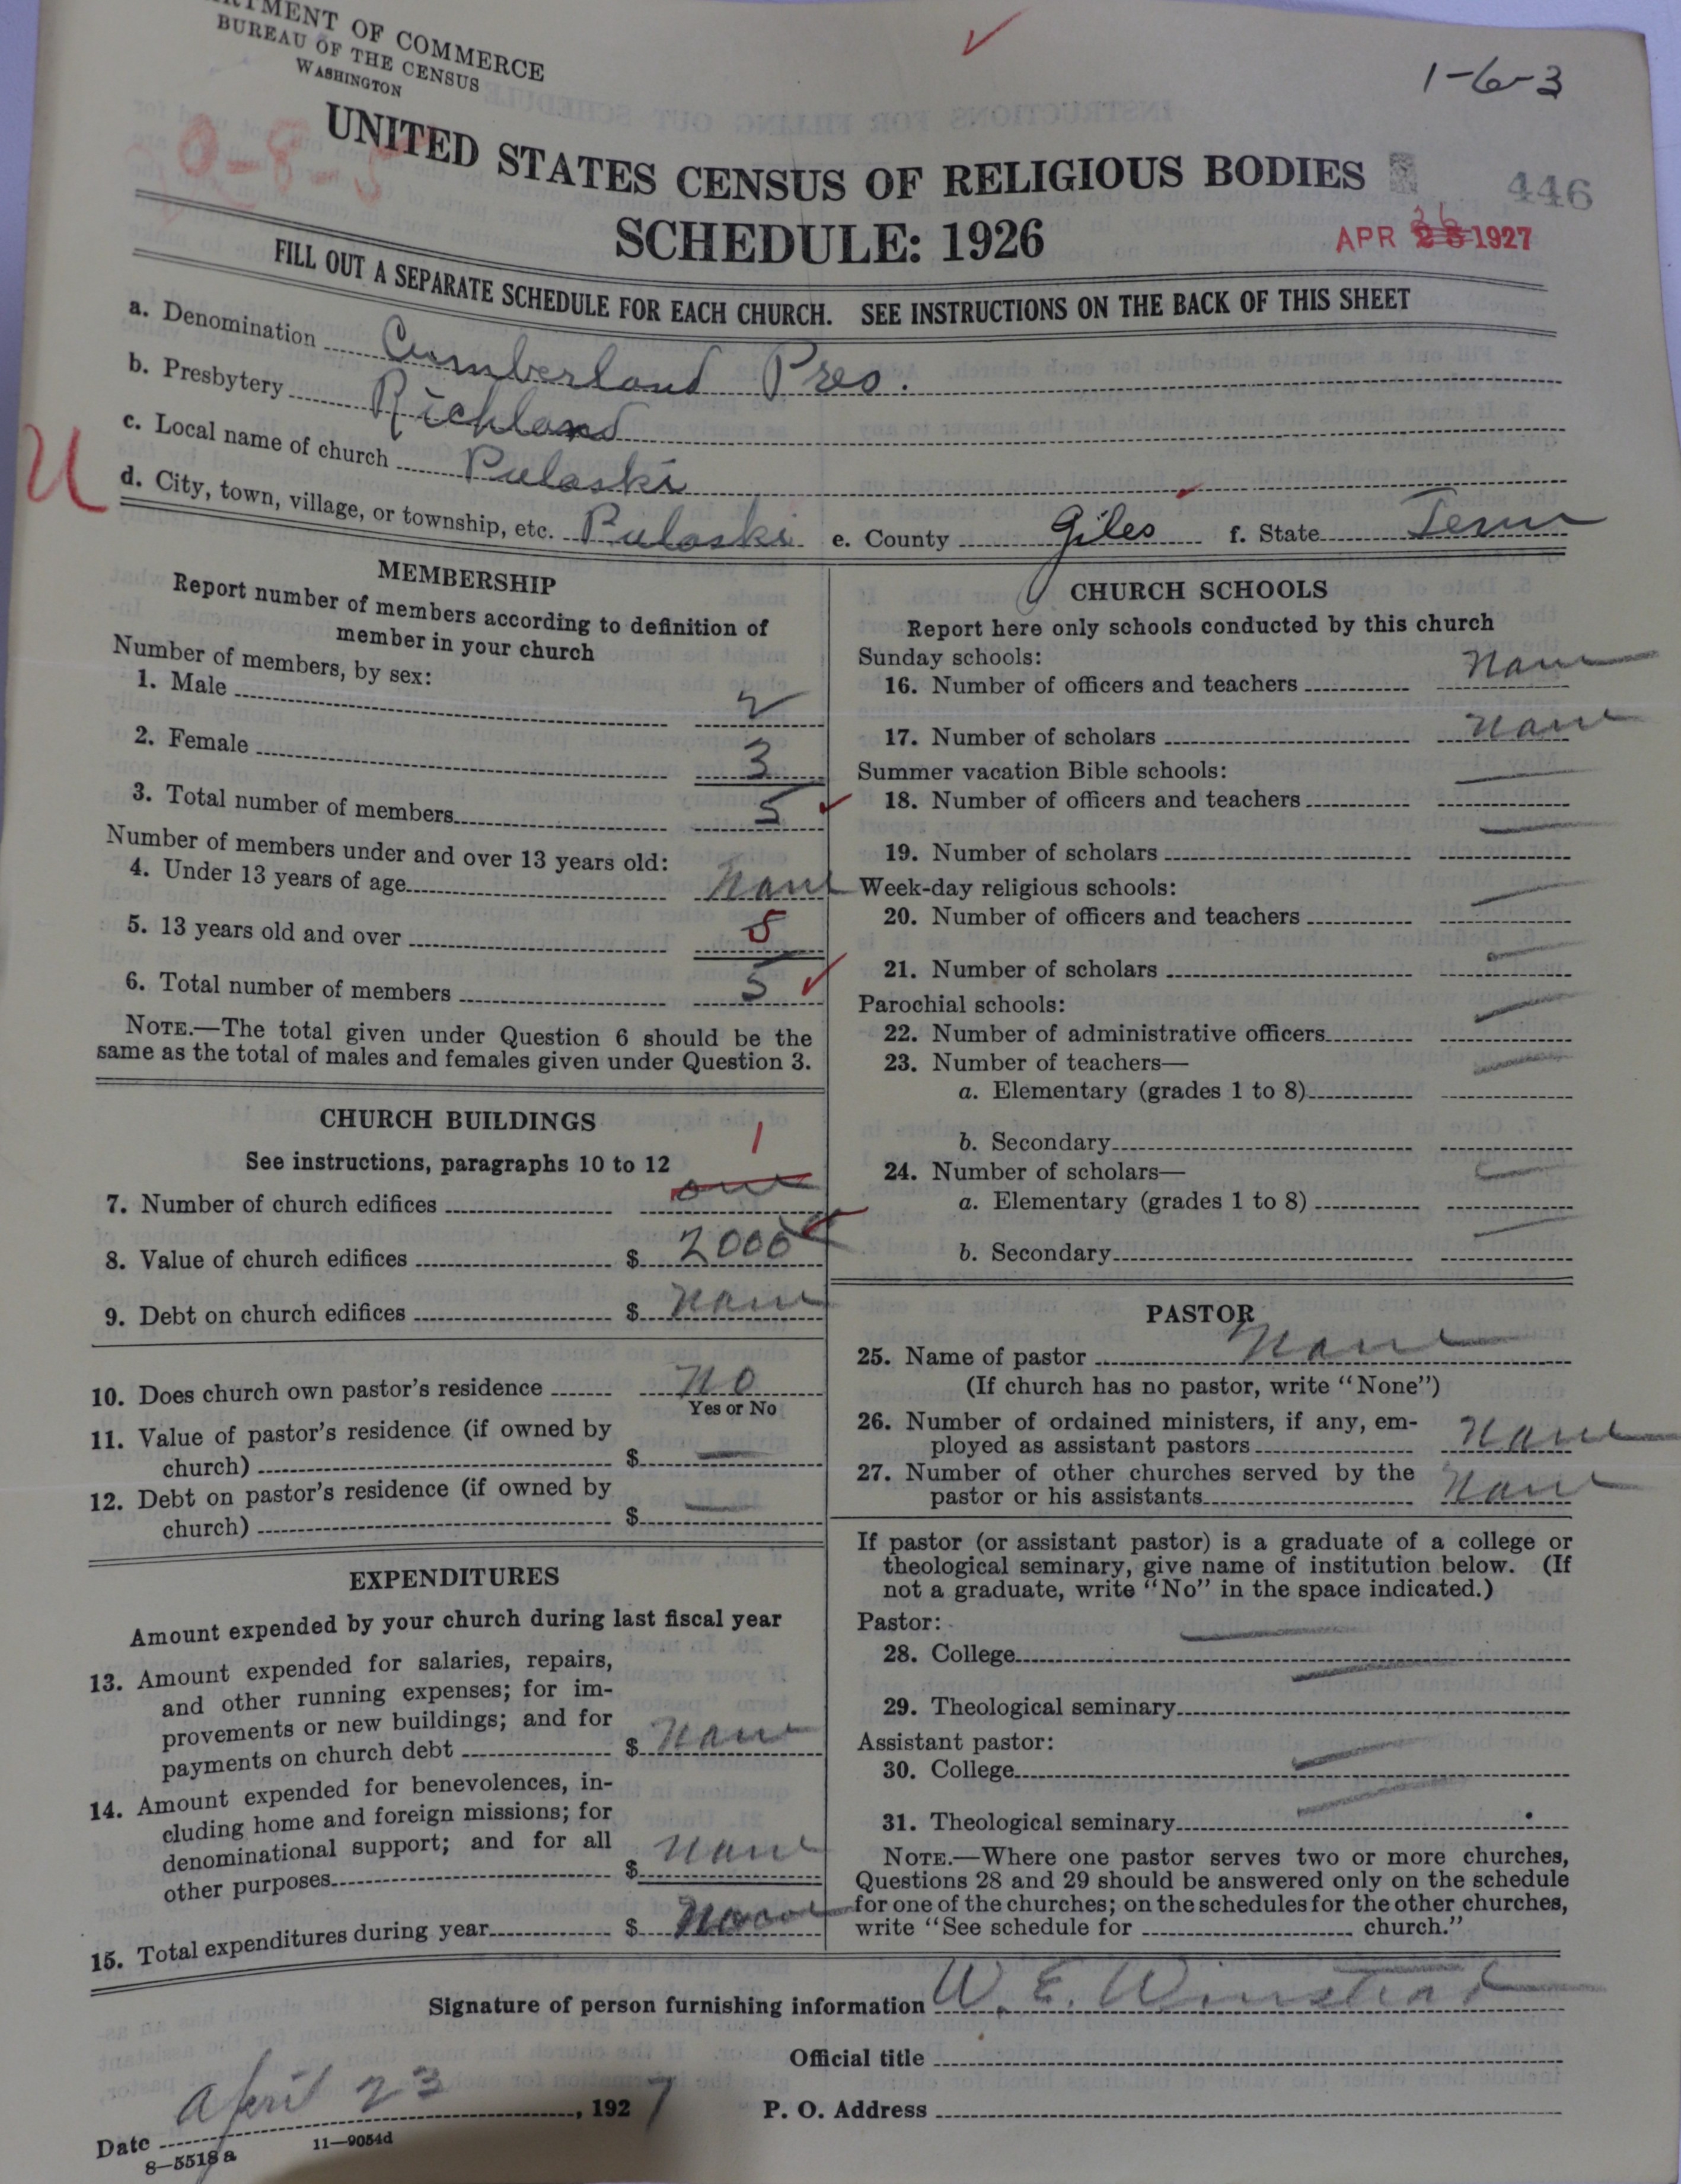 RTMENT OF COMMERCE
BUREAU OF THE CENSUS
WASHINGTON
1-6-3
UNITED STATES CENSUS OF RELIGIOUS BODIES
446
SCHEDULE: 1926
APR 26 1927
FILL OUT A SEPARATE SCHEDULE FOR EACH CHURCH. SEE INSTRUCTIONS ON THE BACK OF THIS SHEET
a. Denomination Cumberland Pres.
b. Presbytery Richland
c. Local name of church Pulaski
U
d. City, town, village, or township, etc. Pulaski e. County Giles f. State Tenn
MEMBERSHIP
Report number of members according to definition of
member in your church
Number of members, by sex:
1. Male 2
2. Female 3
3. Total number of members 5
Number of members under and over 13 years old:
4. Under 13 years of age None
5. 13 years old and over 5
6. Total number of members 5
NOTE.—The total given under Question 6 should be the
same as the total of males and females given under Question 3.
CHURCH BUILDINGS
See instructions, paragraphs 10 to 12
1
7. Number of church edifices one
8. Value of church edifices $ 2000
9. Debt on church edifices $ None
10. Does church own pastor's residence No
Yes or No
11. Value of pastor's residence (if owned by
church) $ —
12. Debt on pastor's residence (if owned by
church) $ —
EXPENDITURES
Amount expended by your church during last fiscal year
13. Amount expended for salaries, repairs,
and other running expenses; for im-
provements or new buildings; and for
payments on church debt $ None
14. Amount expended for benevolences, in-
cluding home and foreign missions; for
denominational support; and for all
other purposes $ None
15. Total expenditures during year $ None
CHURCH SCHOOLS
Report here only schools conducted by this church
Sunday schools:
16. Number of officers and teachers None
17. Number of scholars None
Summer vacation Bible schools:
18. Number of officers and teachers —
19. Number of scholars —
Week-day religious schools:
20. Number of officers and teachers —
21. Number of scholars —
Parochial schools:
22. Number of administrative officers —
23. Number of teachers—
a. Elementary (grades 1 to 8) —
b. Secondary
24. Number of scholars—
a. Elementary (grades 1 to 8) —
b. Secondary —
PASTOR
25. Name of pastor None
(If church has no pastor, write "None")
26. Number of ordained ministers, if any, em-
ployed as assistant pastors None
27. Number of other churches served by the
pastor or his assistants None
If pastor (or assistant pastor) is a graduate of a college or
theological seminary, give name of institution below. (If
not a graduate, write "No" in the space indicated.)
Pastor:
28. College —
29. Theological seminary —
Assistant pastor:
30. College —
31. Theological seminary —
NOTE.—Where one pastor serves two or more churches,
Questions 28 and 29 should be answered only on the schedule
for one of the churches; on the schedules for the other churches,
write "See schedule for church."
Signature of person furnishing information W. E. Winstead
Official title
Date April 23, 1927
P. O. Address
8—5518a 11—9054d